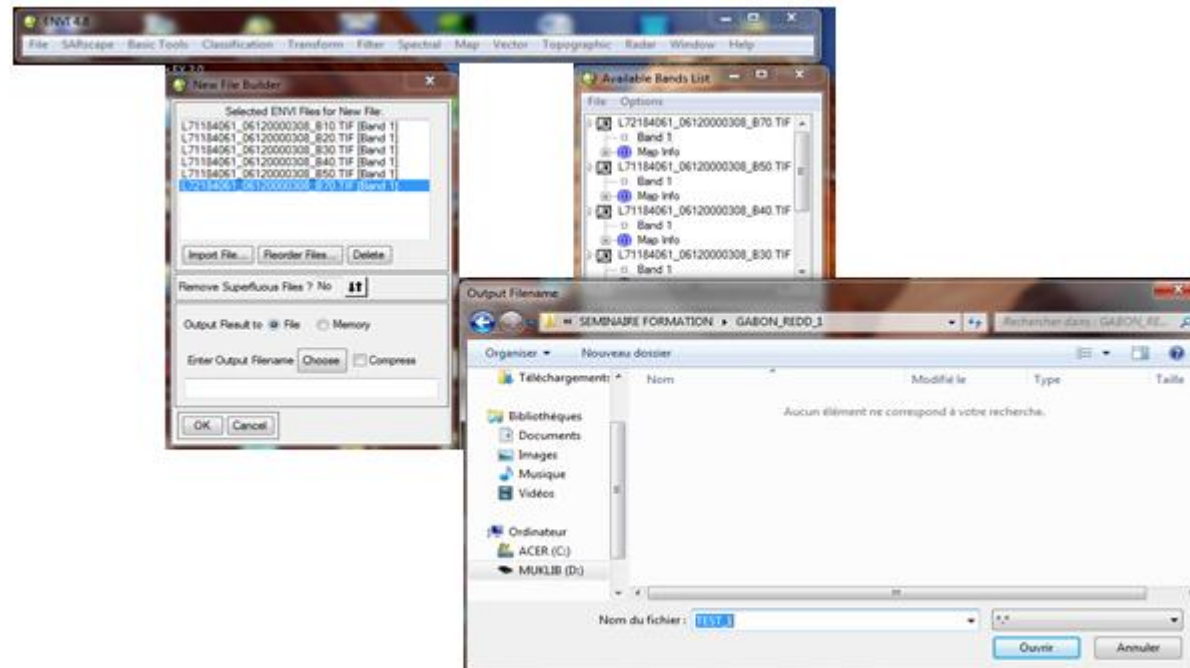 ENVI 4.8
File SARscape Basic Tools Classification Transform Filter Spectral Map Vector Topographic Radar Window Help
New File Builder
Selected ENVI Files for New File:
L71184061_06120000308_B10.TIF [Band 1]
L71184061_06120000308_B20.TIF [Band 1]
L71184061_06120000308_B30.TIF [Band 1]
L71184061_06120000308_B40.TIF [Band 1]
L71184061_06120000308_B50.TIF [Band 1]
L72184061_06120000308_B70.TIF [Band 1]
Import File... Reorder Files... Delete
Remove Superfluous Files ? No
Output Result to File Memory
Enter Output Filename Choose Compress
OK Cancel
Available Bands List
File Options
L72184061_06120000308_B70.TIF
Band 1
Map Info
L71184061_06120000308_B50.TIF
Band 1
Map Info
L71184061_06120000308_B40.TIF
Band 1
Map Info
L71184061_06120000308_B30.TIF
Band 1
Output Filename
SEMINAIRE FORMATION GABON_REDD_1
Rechercher dans : GABON_RE...
Organiser Nouveau dossier
Téléchargements
Nom Modifié le Type Taille
Aucun élément ne correspond à votre recherche.
Bibliothèques
Documents
Images
Musique
Vidéos
Ordinateur
ACER (C:)
MUKLIB (D:)
Nom du fichier : TEST_1
*.*
Ouvrir Annuler